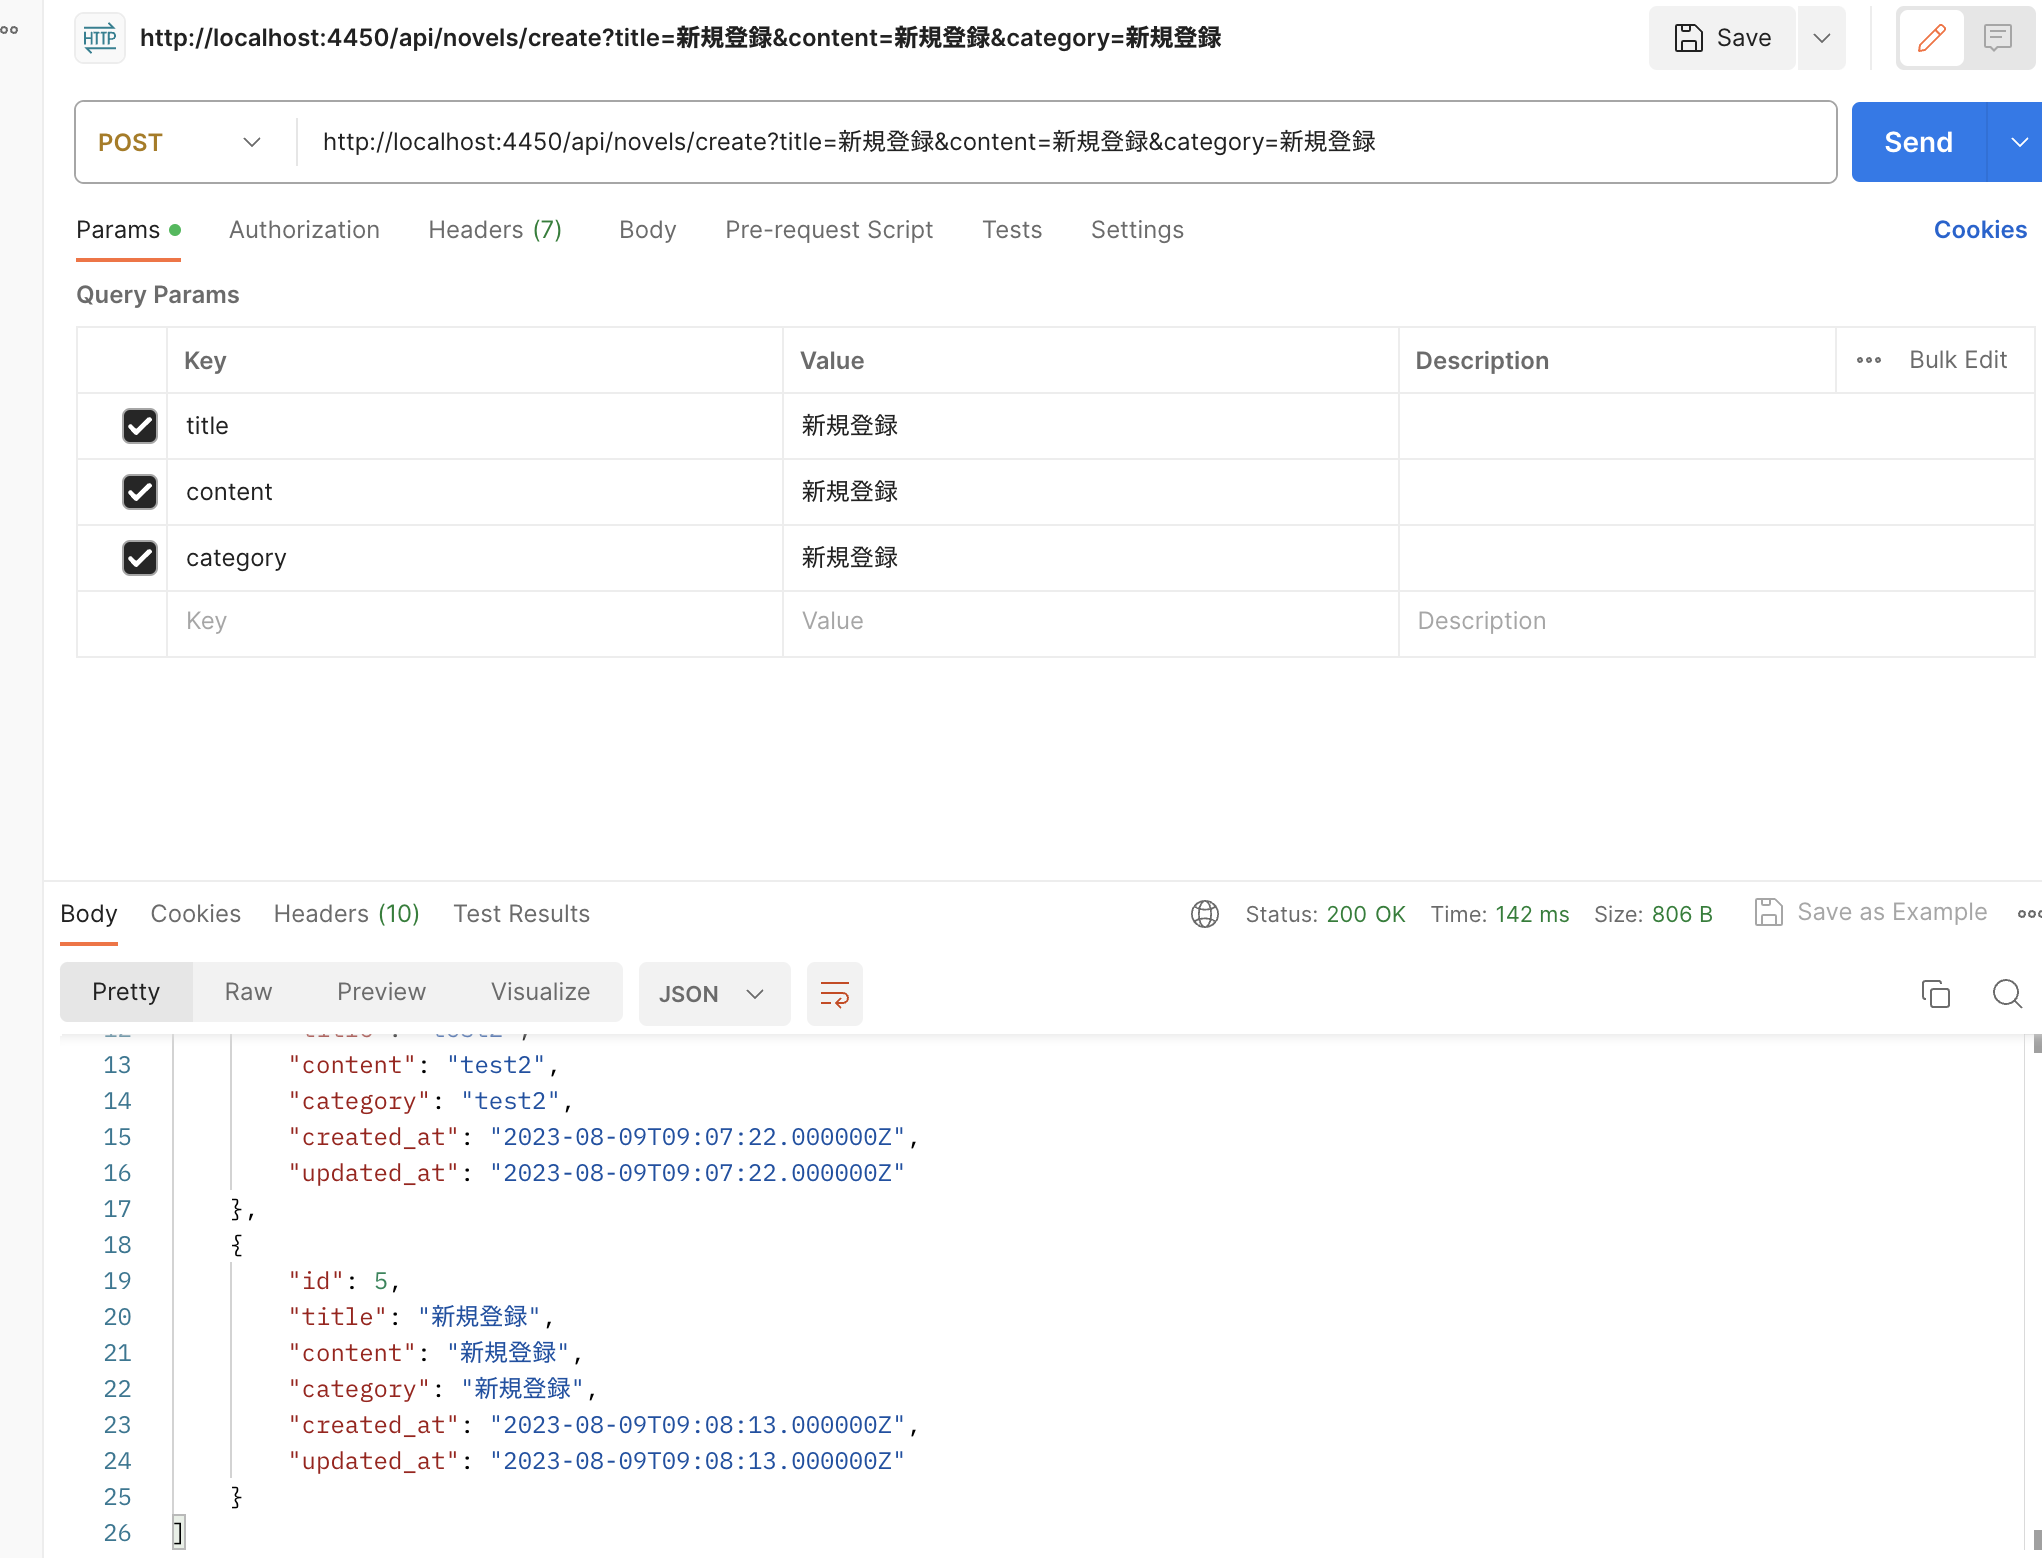 HTTP http://localhost:4450/api/novels/create?title=新規登録&content=新規登録&category=新規登録 Save
POST http://localhost:4450/api/novels/create?title=新規登録&content=新規登録&category=新規登録 Send
Params Authorization Headers (7) Body Pre-request Script Tests Settings Cookies
Query Params
Key Value Description Bulk Edit
title 新規登録
content 新規登録
category 新規登録
Key Value Description
Body Cookies Headers (10) Test Results Status: 200 OK Time: 142 ms Size: 806 B Save as Example
Pretty Raw Preview Visualize JSON
12 "title": "test2",
13 "content": "test2",
14 "category": "test2",
15 "created_at": "2023-08-09T09:07:22.000000Z",
16 "updated_at": "2023-08-09T09:07:22.000000Z"
17 },
18 {
19 "id": 5,
20 "title": "新規登録",
21 "content": "新規登録",
22 "category": "新規登録",
23 "created_at": "2023-08-09T09:08:13.000000Z",
24 "updated_at": "2023-08-09T09:08:13.000000Z"
25 }
26 ]